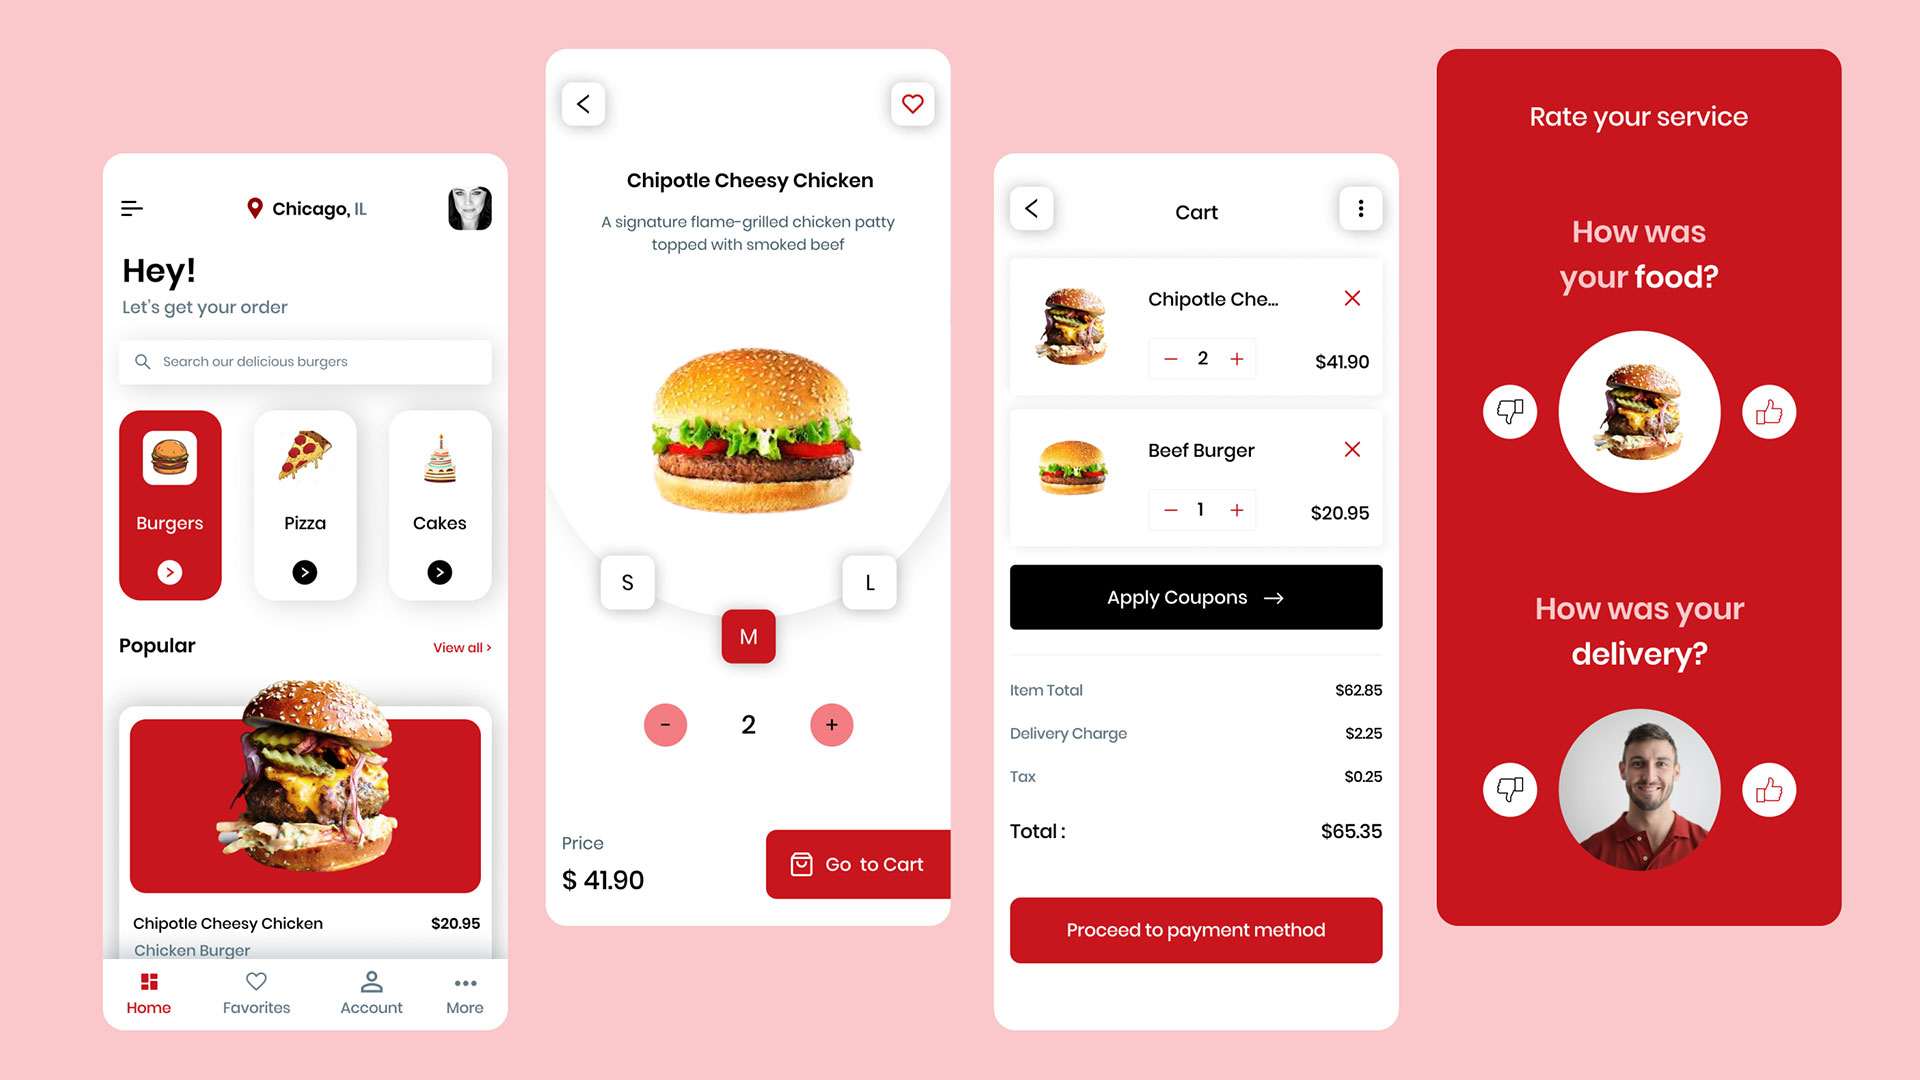 Chicago, IL
Hey!
Let's get your order
Search our delicious burgers
Burgers
Pizza
Cakes
Popular
View all >
Chipotle Cheesy Chicken
$20.95
Chicken Burger
Home
Favorites
Account
More
Chipotle Cheesy Chicken
A signature flame-grilled chicken patty
topped with smoked beef
S
L
M
- 2 +
Price
$ 41.90
Go to Cart
Cart
Chipotle Che...
− 2 +
$41.90
Beef Burger
− 1 +
$20.95
Apply Coupons →
Item Total $62.85
Delivery Charge $2.25
Tax $0.25
Total : $65.35
Proceed to payment method
Rate your service
How was
your food?
How was your
delivery?